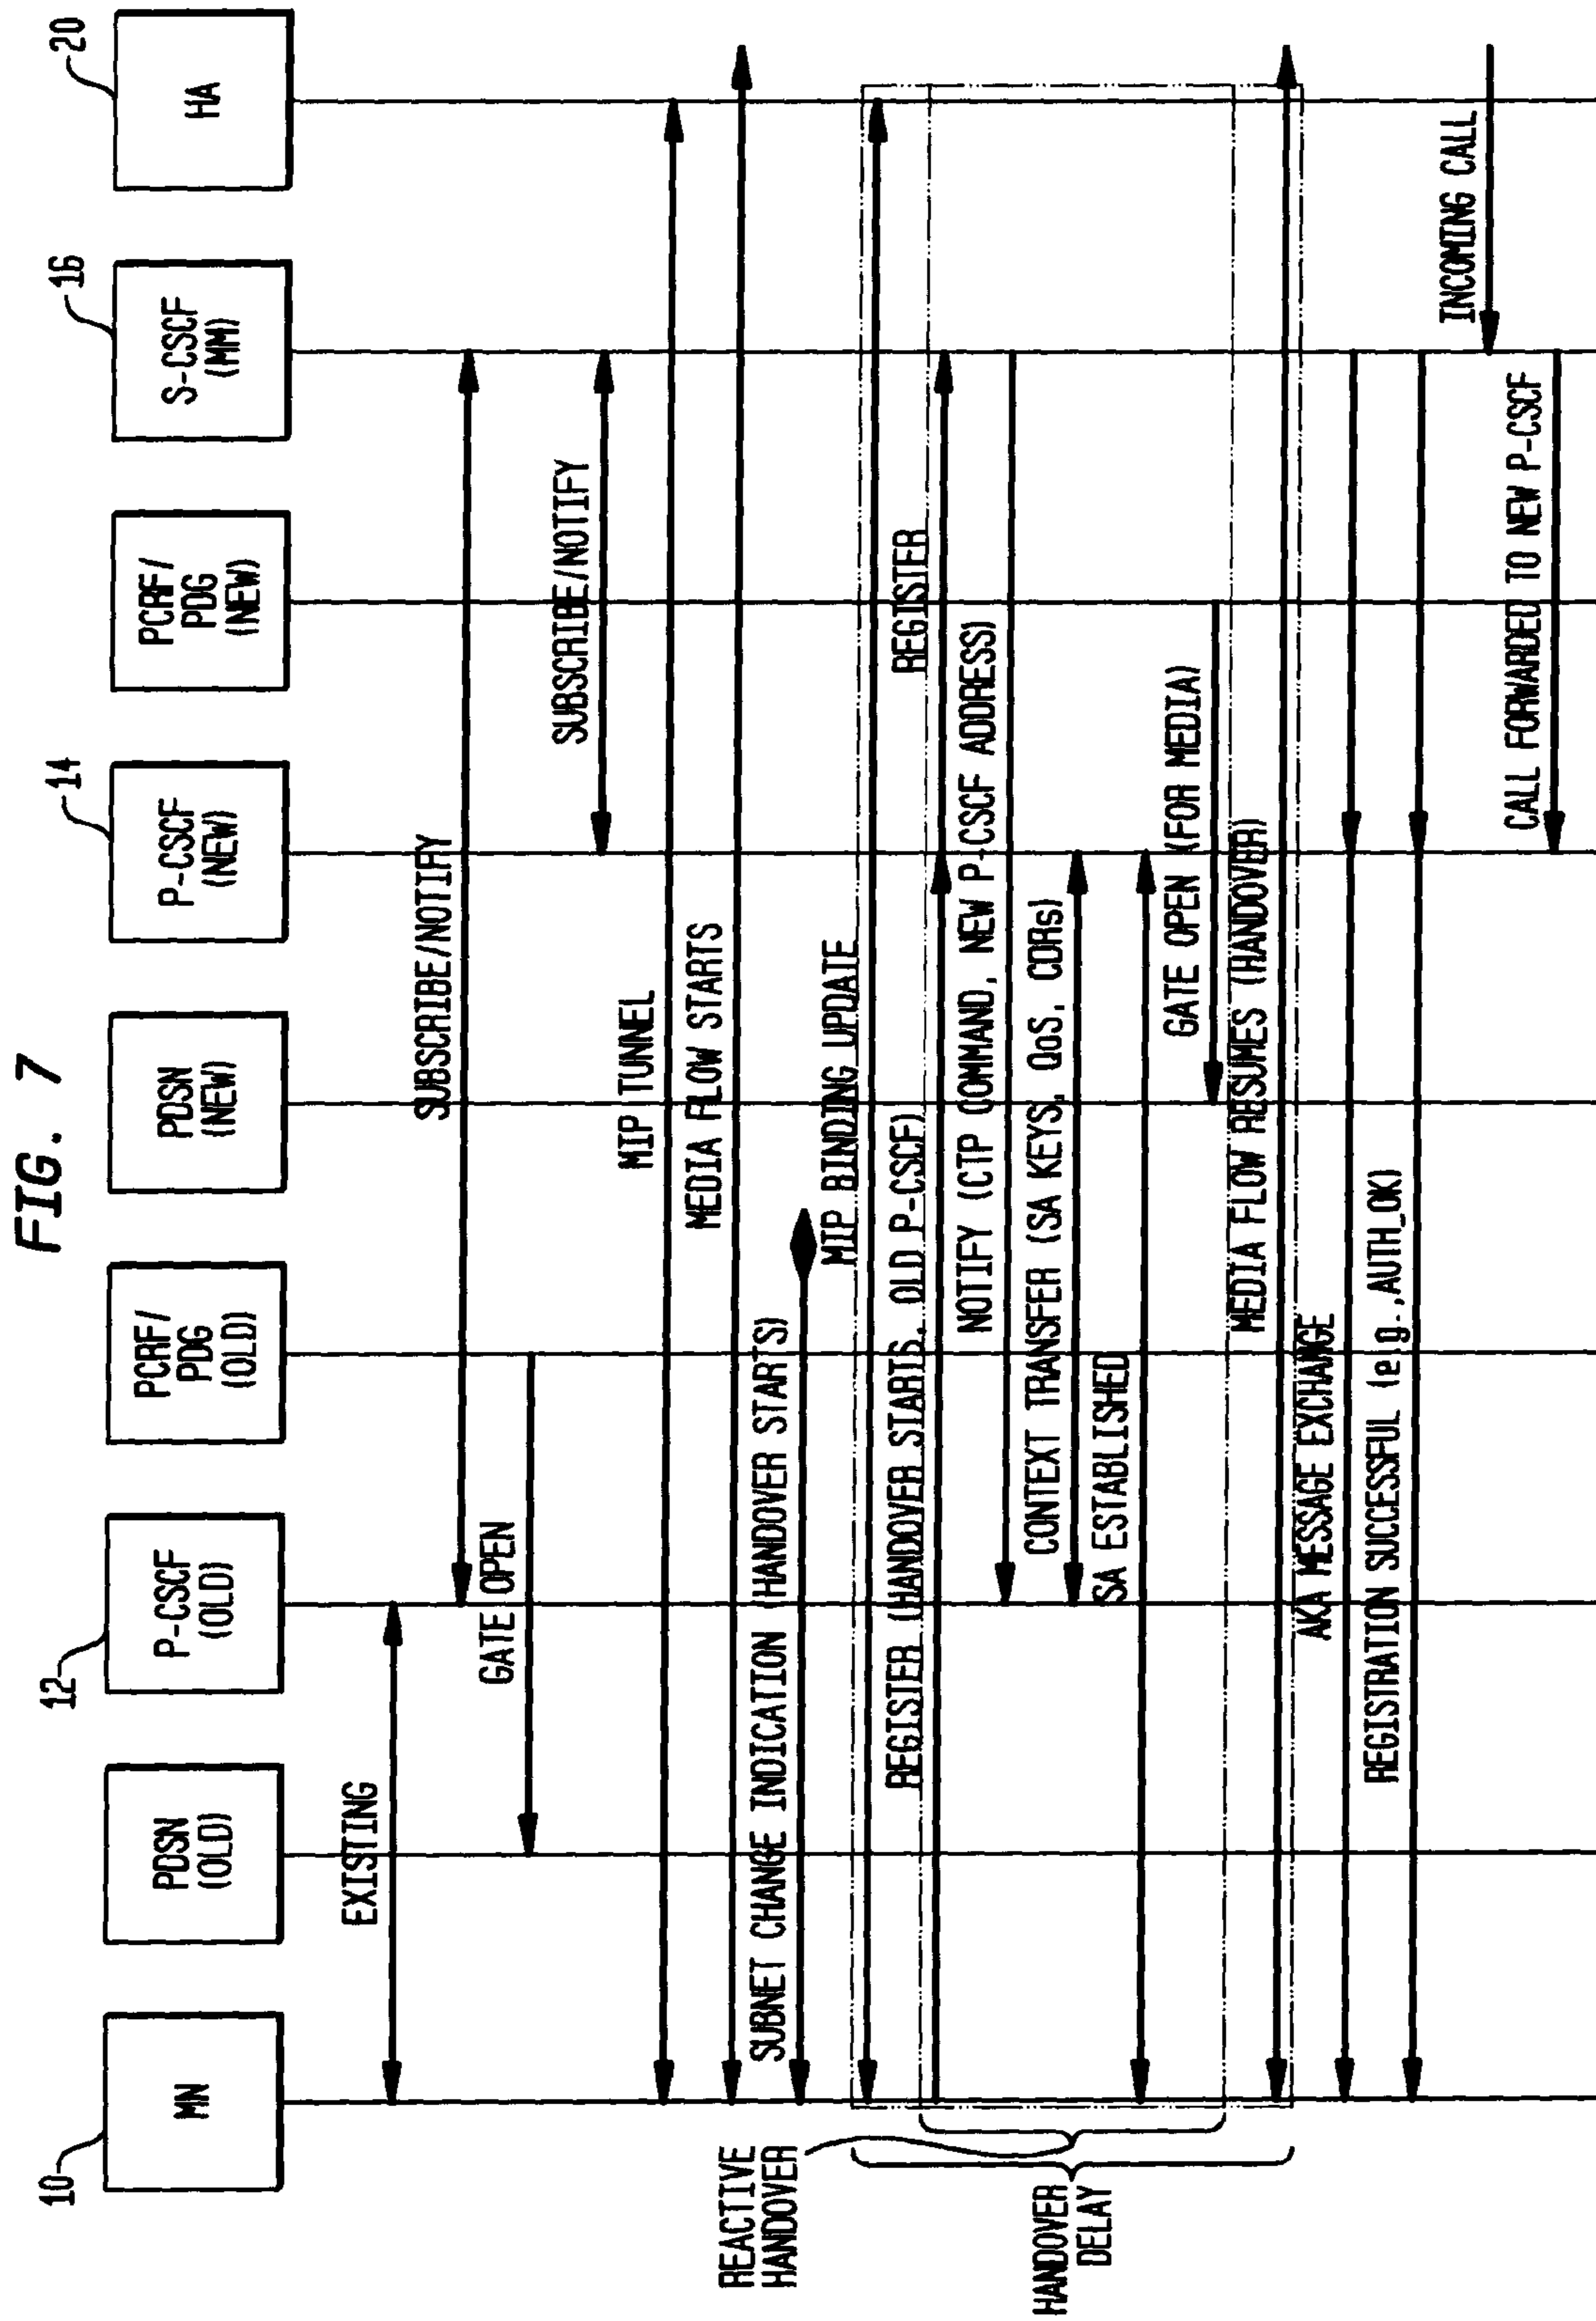 FIG. 7
10
MN
PDSN
(OLD)
12
P-CSCF
(OLD)
PCRF/
PDG
(OLD)
PDSN
(NEW)
14
P-CSCF
(NEW)
PCRF/
PDG
(NEW)
16
S-CSCF
(MM)
20
HA
EXISTING
SUBSCRIBE/NOTIFY
GATE OPEN
SUBSCRIBE/NOTIFY
MIP TUNNEL
MEDIA FLOW STARTS
SUBNET CHANGE INDICATION (HANDOVER STARTS)
MIP BINDING UPDATE
REGISTER (HANDOVER STARTS, OLD P-CSCF)
REGISTER
NOTIFY (CTP COMMAND, NEW P-CSCF ADDRESS)
CONTEXT TRANSFER (SA KEYS, QoS, CDRs)
SA ESTABLISHED
GATE OPEN (FOR MEDIA)
MEDIA FLOW RESUMES (HANDOVER)
AKA MESSAGE EXCHANGE
REGISTRATION SUCCESSFUL (e.g.,AUTH_OK)
INCOMING CALL
CALL FORWARDED TO NEW P-CSCF
REACTIVE
HANDOVER
HANDOVER
DELAY